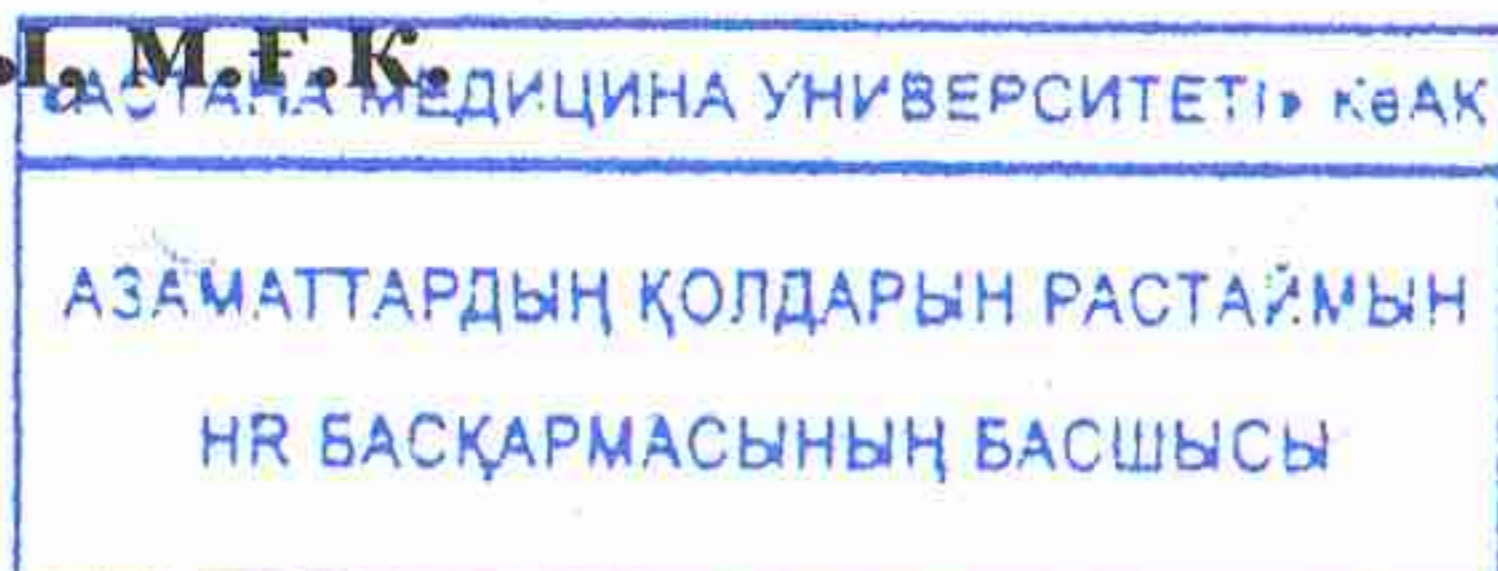 І, М.Ғ.К.
«АСТАНА МЕДИЦИНА УНИВЕРСИТЕТІ» КеАҚ
АЗАМАТТАРДЫҢ ҚОЛДАРЫН РАСТАЙМЫН
HR БАСҚАРМАСЫНЫҢ БАСШЫСЫ